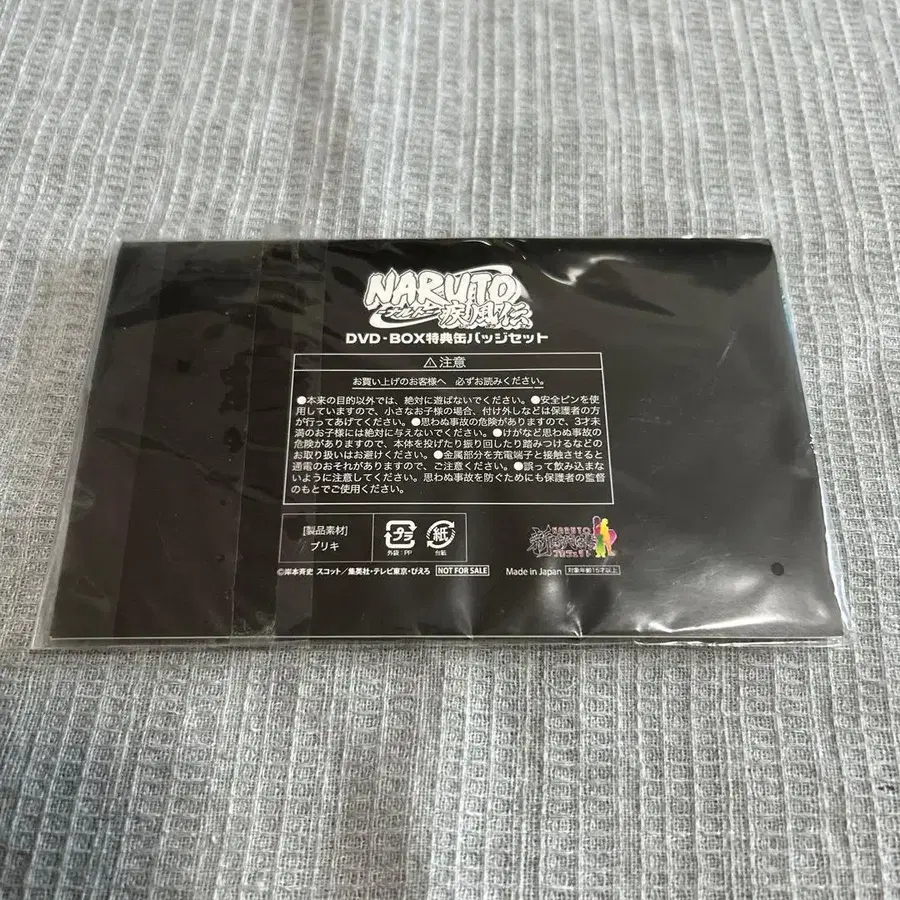 NARUTO
ナルト
疾風伝
DVD-BOX特典缶バッジセット
⚠注意
お買い上げのお客様へ 必ずお読みください。
●本来の目的以外では、絶対に遊ばないでください。●安全ピンを使
用していますので、小さなお子様の場合、付け外しなどは保護者の方
が行ってあげてください。●思わぬ事故の危険がありますので、3才未
満のお子様には絶対に与えないでください。●けがなど思わぬ事故の
危険がありますので、本体を投げたり振り回したり踏みつけるなどの
お取り扱いはお避けください。●金属部分を充電端子と接触させると
通電のおそれがありますので、ご注意ください。●誤って飲み込まな
いように注意してください。思わぬ事故を防ぐためにも保護者の監督
のもとでご使用ください。
[製品素材]
ブリキ
プラ
外袋:PP
紙
台紙
NARUTO
プロジェクト
©岸本斉史 スコット／集英社・テレビ東京・ぴえろ NOT FOR SALE Made in Japan 対象年齢15才以上